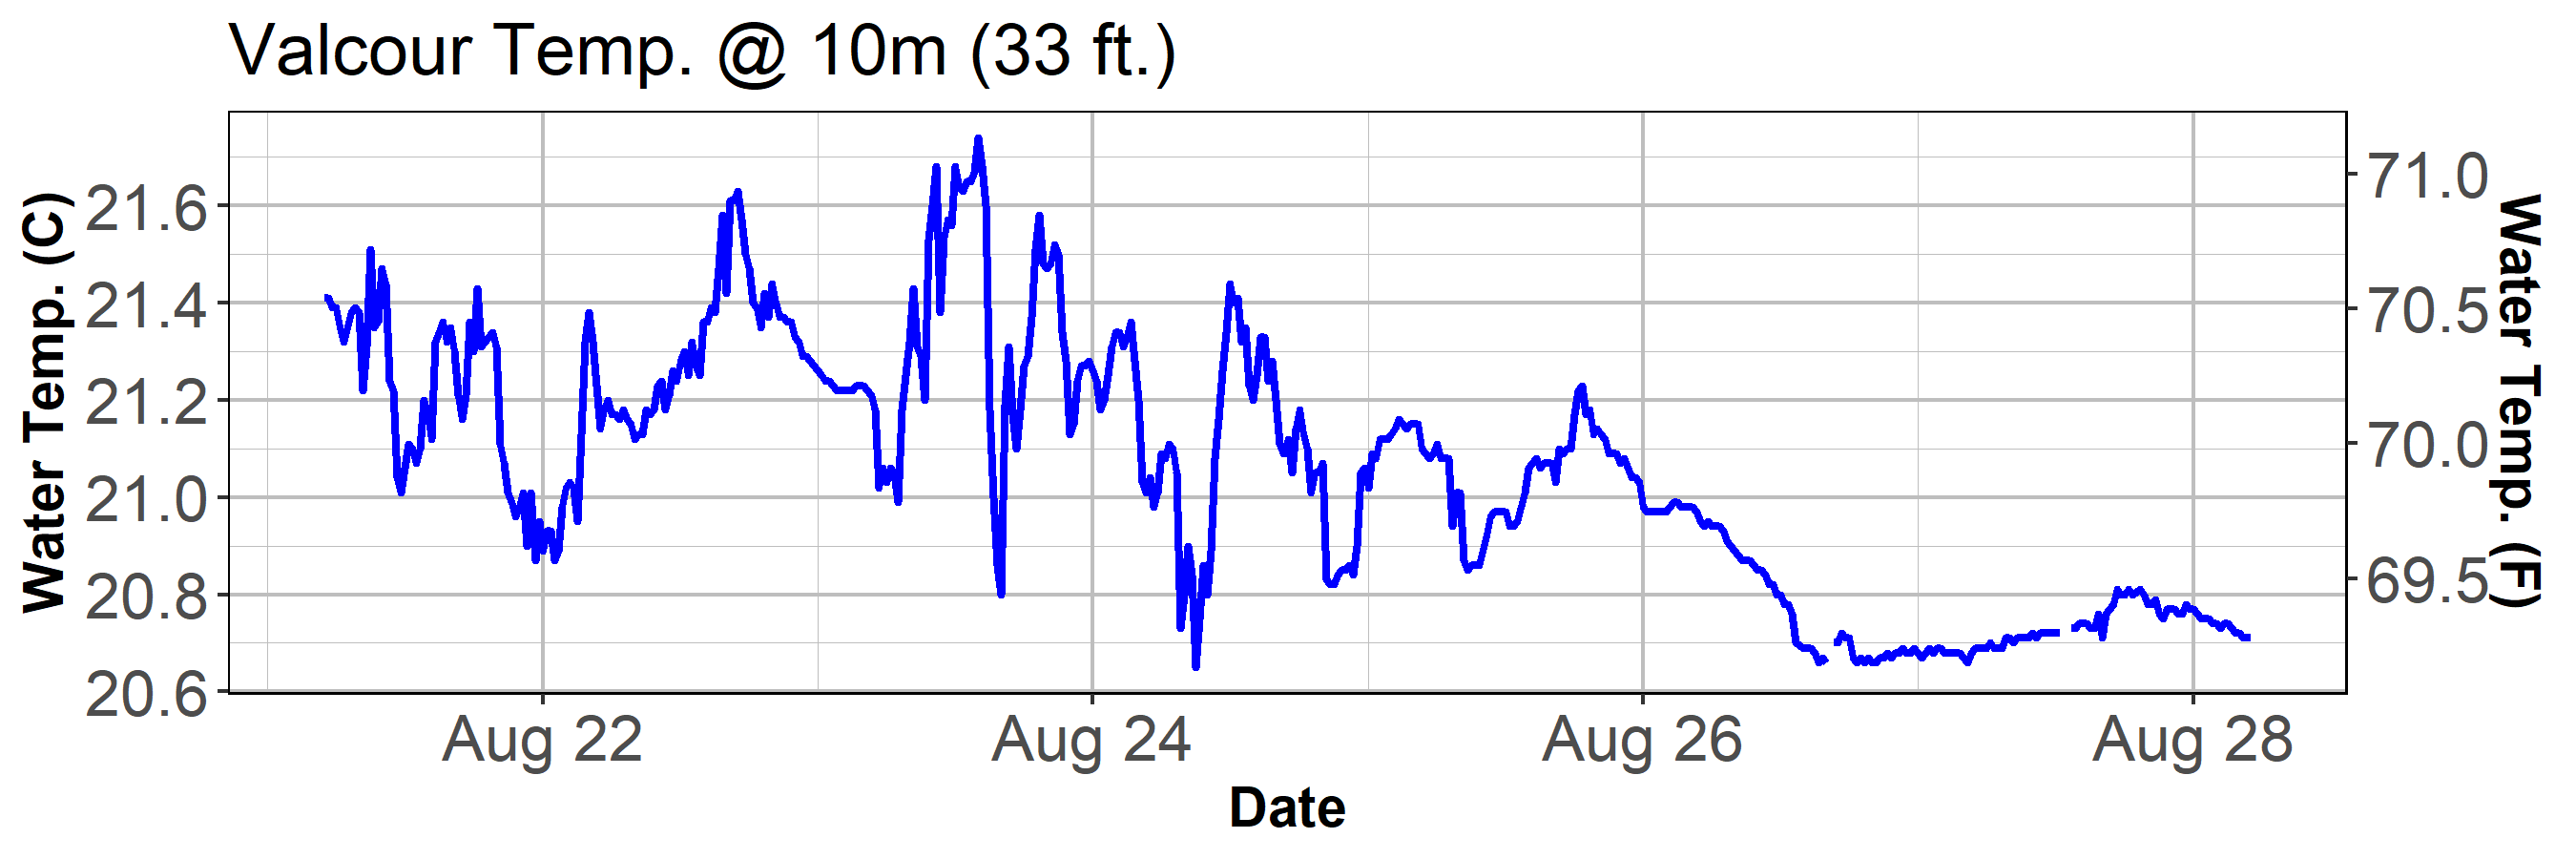 Valcour Temp. @ 10m (33 ft.)
Water Temp. (C)
21.6
21.4
21.2
21.0
20.8
20.6
71.0
70.5
70.0
69.5
Water Temp. (F)
Aug 22
Aug 24
Aug 26
Aug 28
Date